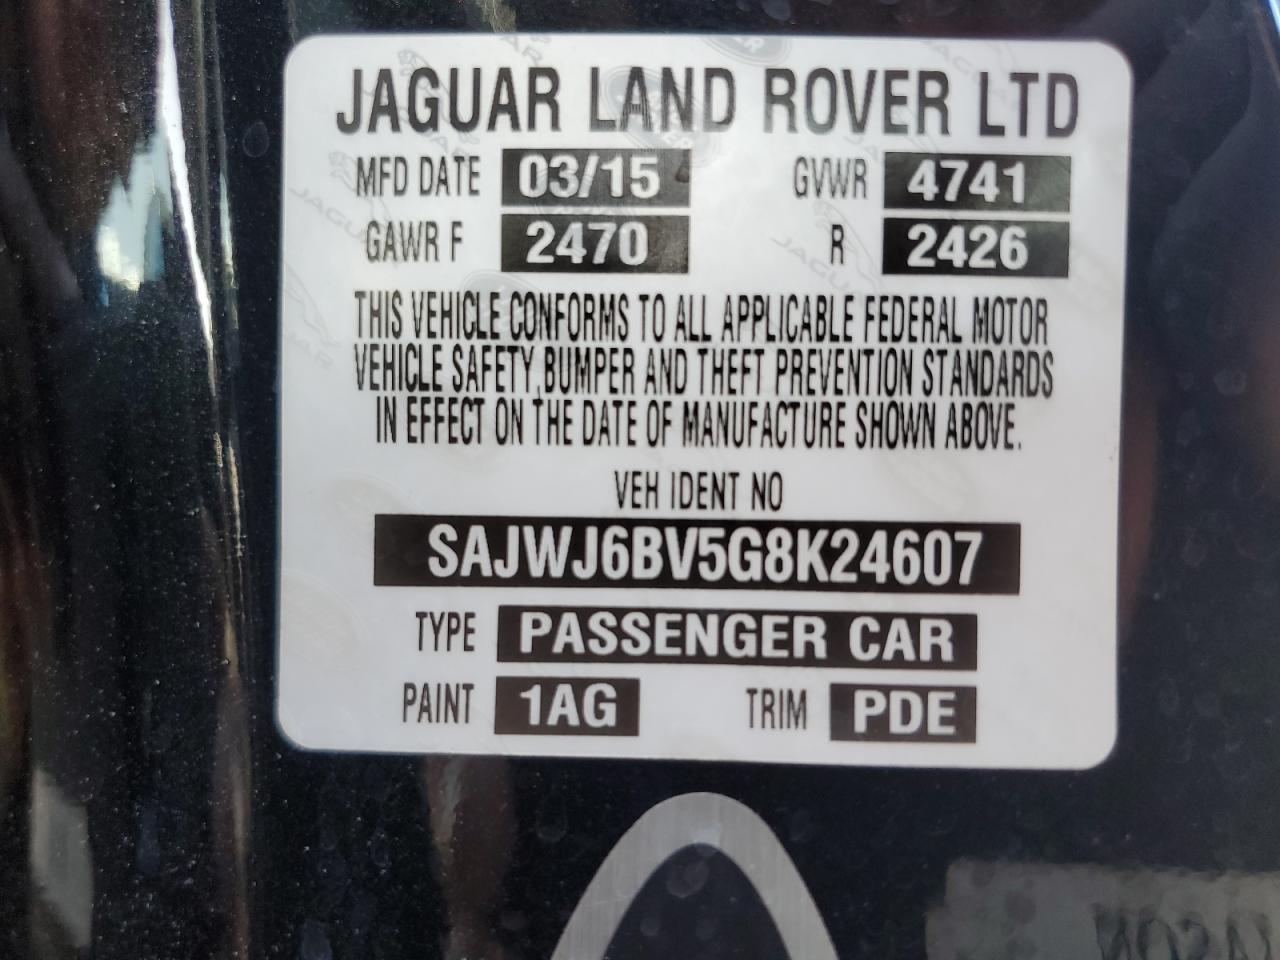 JAGUAR LAND ROVER LTD
MFD DATE 03/15 GVWR 4741
GAWR F 2470 R 2426
THIS VEHICLE CONFORMS TO ALL APPLICABLE FEDERAL MOTOR
VEHICLE SAFETY,BUMPER AND THEFT PREVENTION STANDARDS
IN EFFECT ON THE DATE OF MANUFACTURE SHOWN ABOVE.
VEH IDENT NO
SAJWJ6BV5G8K24607
TYPE PASSENGER CAR
PAINT 1AG TRIM PDE